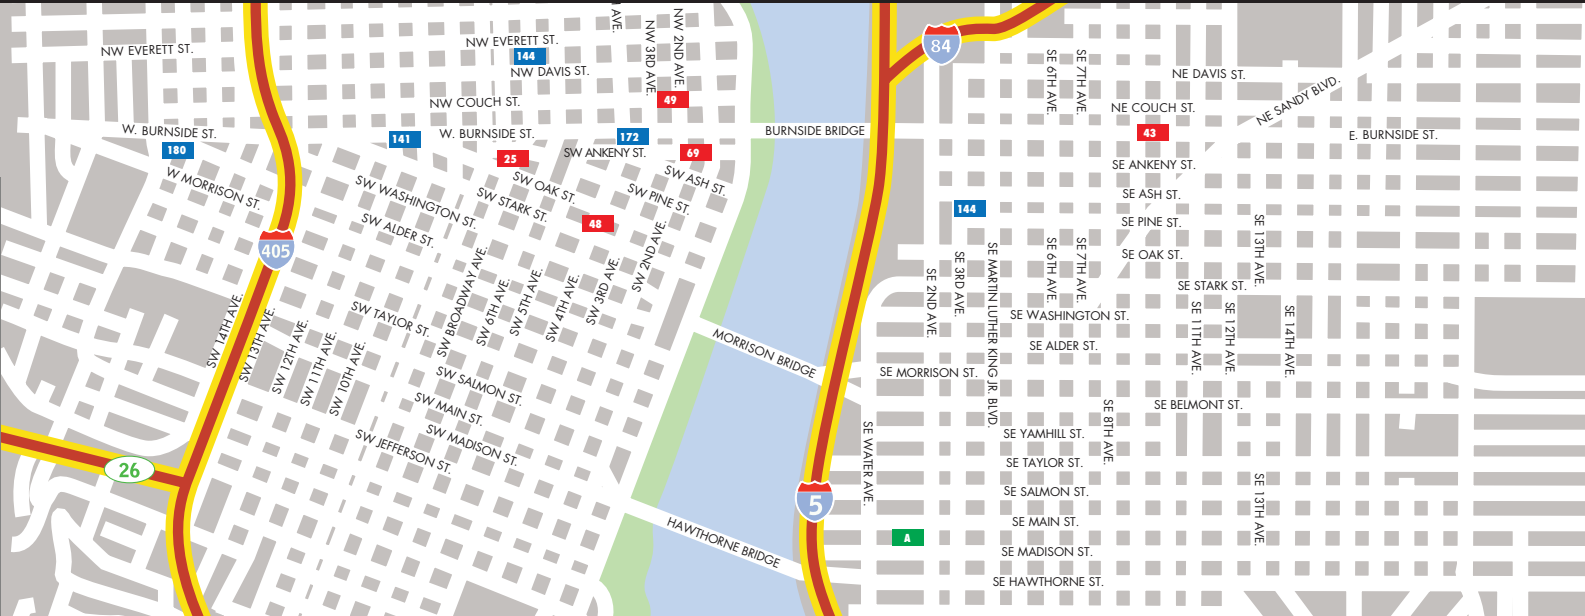 H AVE.
NW 3RD AVE.
NW 2ND AVE.
84
NW EVERETT ST.
NW EVERETT ST.
144
NW DAVIS ST.
SE 6TH AVE.
SE 7TH AVE.
NE DAVIS ST.
NE SANDY BLVD.
NW COUCH ST.
49
NE COUCH ST.
W. BURNSIDE ST.
141
W. BURNSIDE ST.
172
BURNSIDE BRIDGE
43
E. BURNSIDE ST.
180
25
SW ANKENY ST.
69
SE ANKENY ST.
W MORRISON ST.
SW WASHINGTON ST.
SW OAK ST.
SW STARK ST.
SW PINE ST.
SW ASH ST.
SE ASH ST.
144
SW ALDER ST.
48
SE PINE ST.
405
SW 2ND AVE.
SE 13TH AVE.
SE OAK ST.
SE 2ND AVE.
SE 3RD AVE.
SE MARTIN LUTHER KING JR. BLVD.
SE 6TH AVE.
SE 7TH AVE.
SE STARK ST.
SW 14TH AVE.
SW 13TH AVE.
SW 12TH AVE.
SW 11TH AVE.
SW 10TH AVE.
SW TAYLOR ST.
SW BROADWAY AVE.
SW 6TH AVE.
SW 5TH AVE.
SW 4TH AVE.
SW 3RD AVE.
SE WASHINGTON ST.
SE 11TH AVE.
SE 12TH AVE.
SE 14TH AVE.
MORRISON BRIDGE
SE ALDER ST.
SE MORRISON ST.
SW SALMON ST.
SW MAIN ST.
SW MADISON ST.
SW JEFFERSON ST.
SE BELMONT ST.
SE 8TH AVE.
SE WATER AVE.
SE YAMHILL ST.
26
SE TAYLOR ST.
5
SE SALMON ST.
SE 13TH AVE.
HAWTHORNE BRIDGE
SE MAIN ST.
A
SE MADISON ST.
SE HAWTHORNE ST.